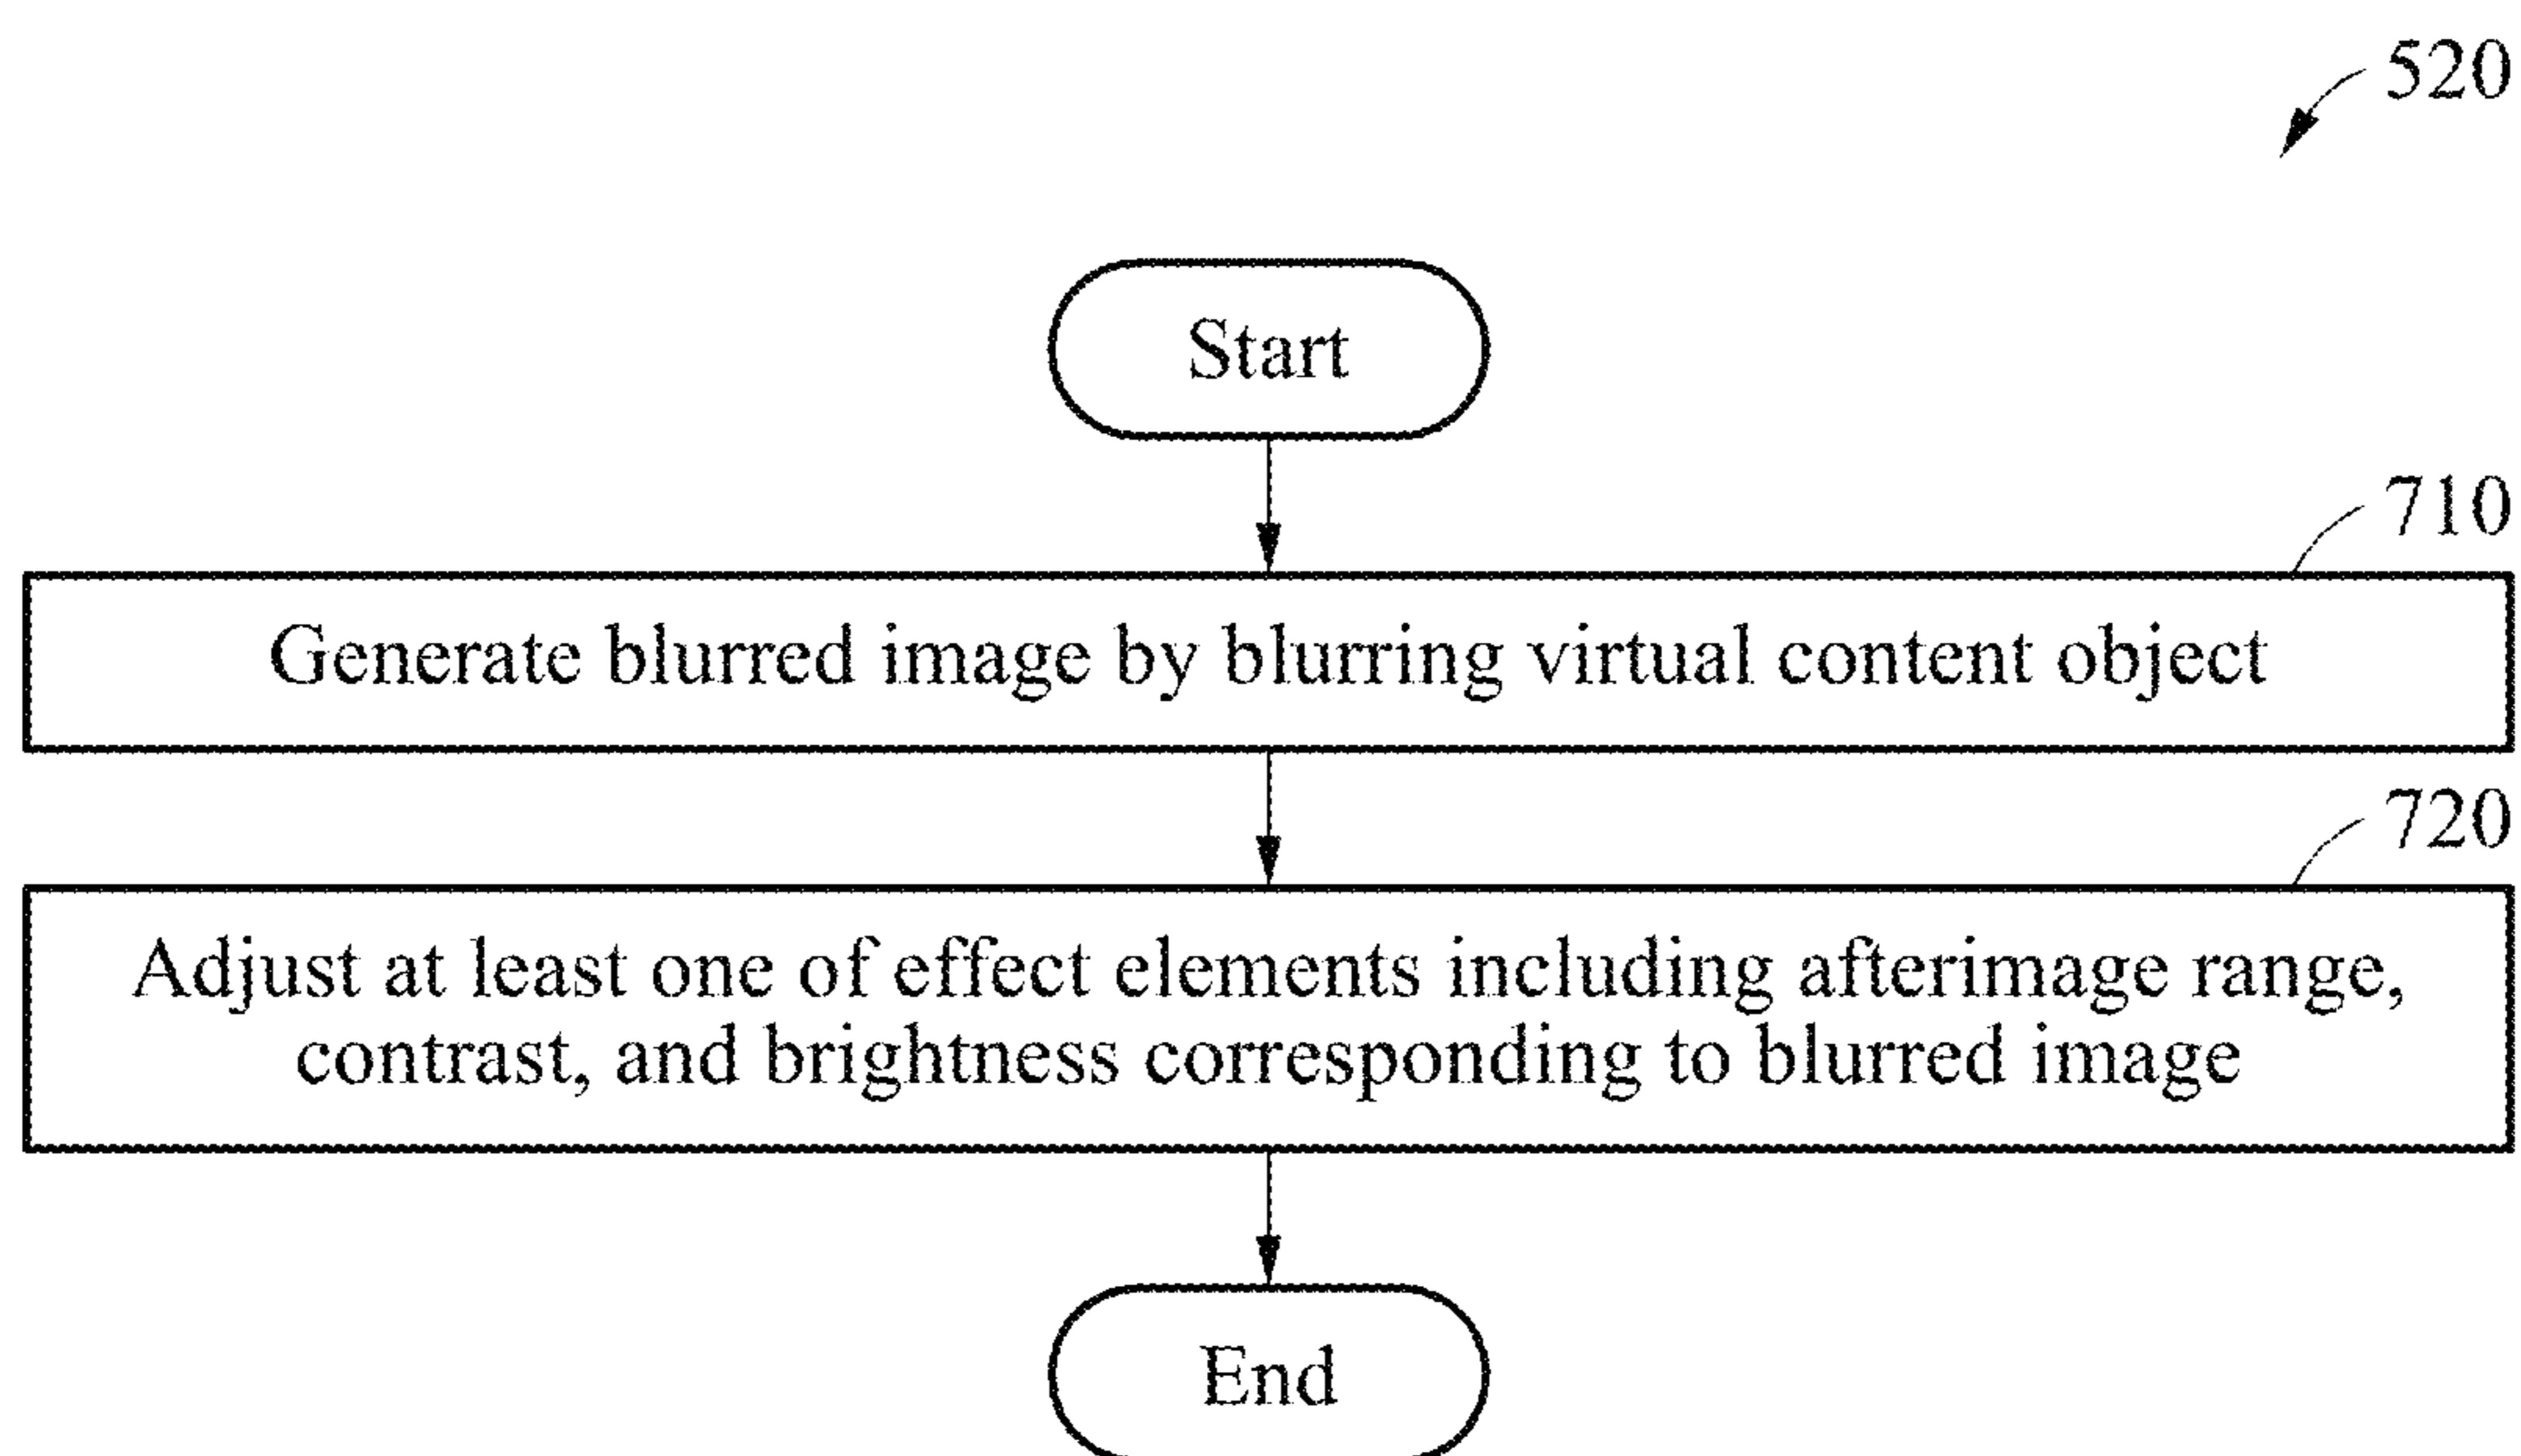 520
Start
710
Generate blurred image by blurring virtual content object
720
Adjust at least one of effect elements including afterimage range,
contrast, and brightness corresponding to blurred image
End